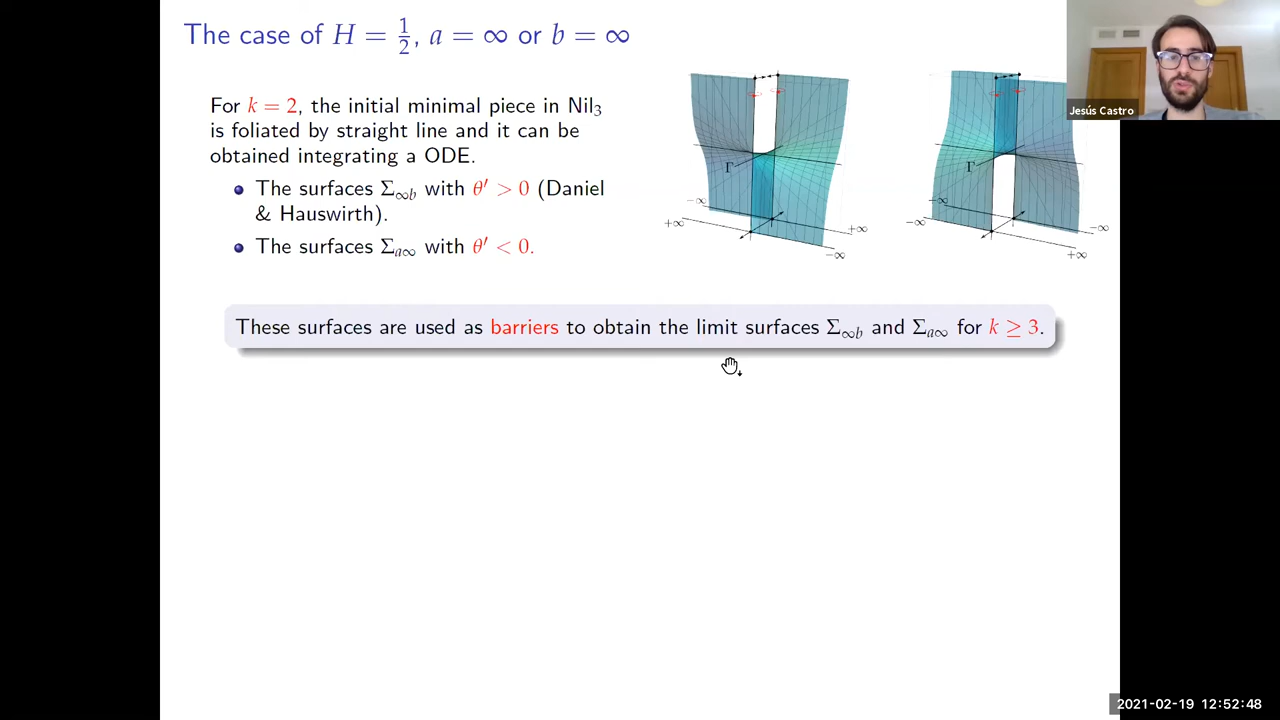 The case of H = 1/2, a = ∞ or b = ∞
For k = 2, the initial minimal piece in Nil₃
is foliated by straight line and it can be
obtained integrating a ODE.
The surfaces Σ∞b with θ′ > 0 (Daniel
& Hauswirth).
The surfaces Σa∞ with θ′ < 0.
Γ
−∞
+∞
+∞
−∞
Γ
−∞
−∞
−∞
+∞
These surfaces are used as barriers to obtain the limit surfaces Σ∞b and Σa∞ for k ≥ 3.
Jesús Castro
2021-02-19 12:52:48